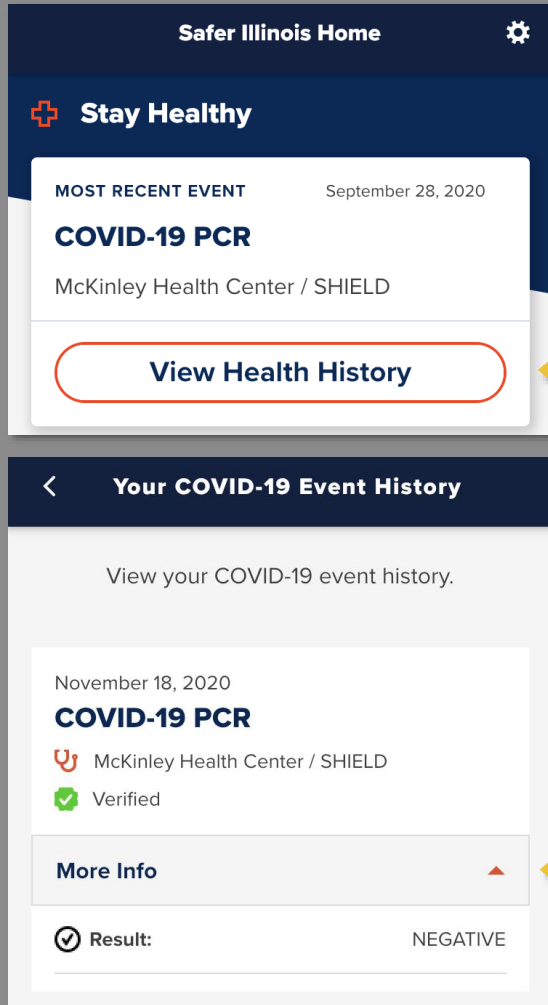 Safer Illinois Home
Stay Healthy
MOST RECENT EVENT September 28, 2020
COVID-19 PCR
McKinley Health Center / SHIELD
View Health History
Your COVID-19 Event History
View your COVID-19 event history.
November 18, 2020
COVID-19 PCR
McKinley Health Center / SHIELD
Verified
More Info
Result: NEGATIVE